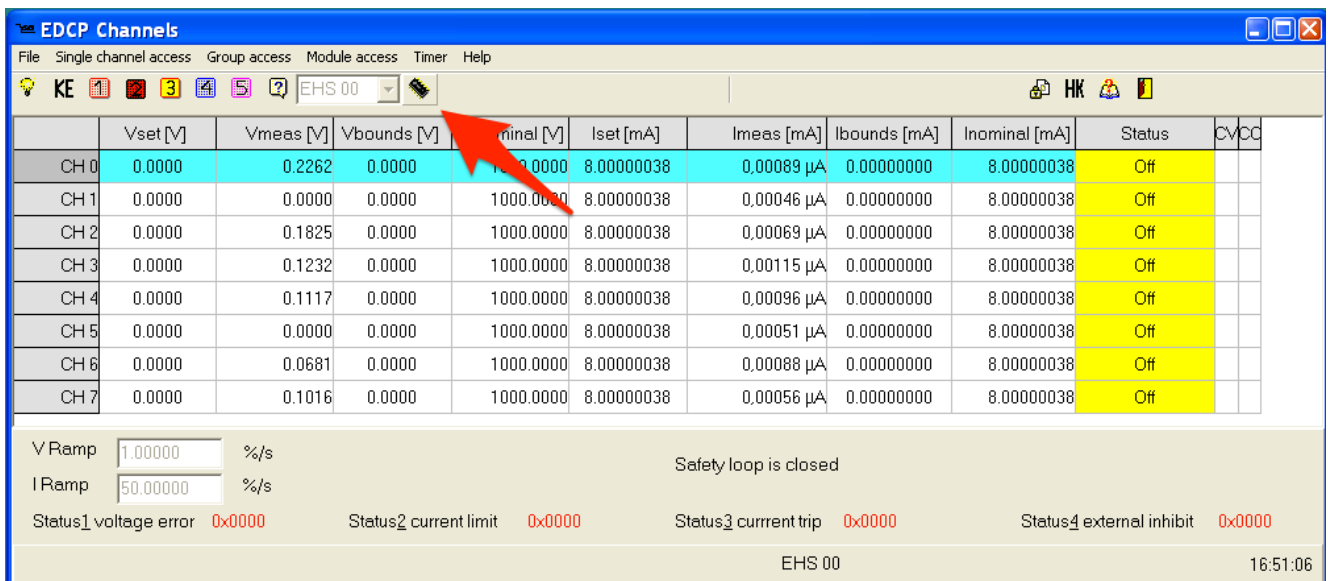 EDCP Channels
File Single channel access Group access Module access Timer Help
KE 1 2 3 4 5 ? EHS 00 HK
Vset [V] Vmeas [V] Vbounds [V] minal [V] Iset [mA] Imeas [mA] Ibounds [mA] Inominal [mA] Status CV CC
CH 0 0.0000 0.2262 0.0000 0.0000 8.00000038 0,00089 µA 0.00000000 8.00000038 Off
CH 1 0.0000 0.0000 0.0000 1000.0000 8.00000038 0,00046 µA 0.00000000 8.00000038 Off
CH 2 0.0000 0.1825 0.0000 1000.0000 8.00000038 0,00069 µA 0.00000000 8.00000038 Off
CH 3 0.0000 0.1232 0.0000 1000.0000 8.00000038 0,00115 µA 0.00000000 8.00000038 Off
CH 4 0.0000 0.1117 0.0000 1000.0000 8.00000038 0,00096 µA 0.00000000 8.00000038 Off
CH 5 0.0000 0.0000 0.0000 1000.0000 8.00000038 0,00051 µA 0.00000000 8.00000038 Off
CH 6 0.0000 0.0681 0.0000 1000.0000 8.00000038 0,00088 µA 0.00000000 8.00000038 Off
CH 7 0.0000 0.1016 0.0000 1000.0000 8.00000038 0,00056 µA 0.00000000 8.00000038 Off
V Ramp 1.00000 %/s
Safety loop is closed
I Ramp 50.00000 %/s
Status1 voltage error 0x0000 Status2 current limit 0x0000 Status3 currrent trip 0x0000 Status4 external inhibit 0x0000
EHS 00 16:51:06